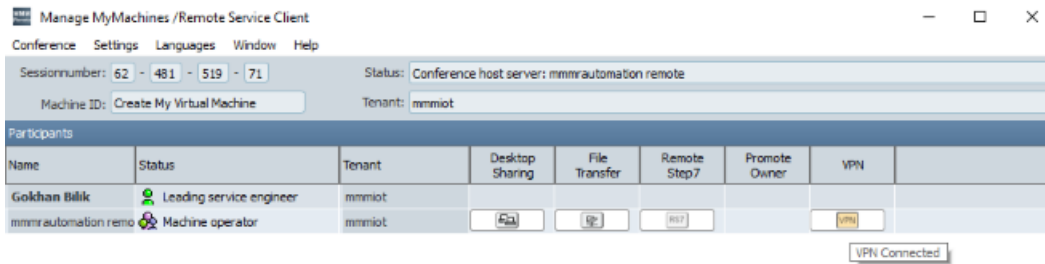 Manage MyMachines /Remote Service Client
Conference Settings Languages Window Help
Sessionnumber: 62 - 481 - 519 - 71 Status: Conference host server: mmmrautomation remote
Machine ID: Create My Virtual Machine Tenant: mmmiot
Participants
Name Status Tenant Desktop Sharing File Transfer Remote Step7 Promote Owner VPN
Gokhan Bilik Leading service engineer mmmiot
mmmrautomation remo Machine operator mmmiot RS7 VPN
VPN Connected